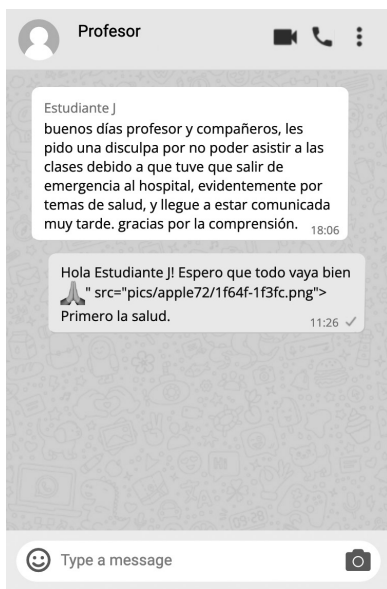 Profesor
Estudiante J
buenos días profesor y compañeros, les
pido una disculpa por no poder asistir a las
clases debido a que tuve que salir de
emergencia al hospital, evidentemente por
temas de salud, y llegue a estar comunicada
muy tarde. gracias por la comprensión. 18:06
Hola Estudiante J! Espero que todo vaya bien
🙏" src="pics/apple72/1f64f-1f3fc.png">
Primero la salud.
11:26
Type a message